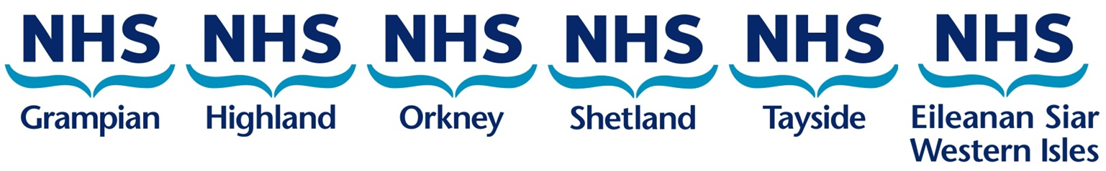 NHS
Grampian
NHS
Highland
NHS
Orkney
NHS
Shetland
NHS
Tayside
NHS
Eileanan Siar
Western Isles